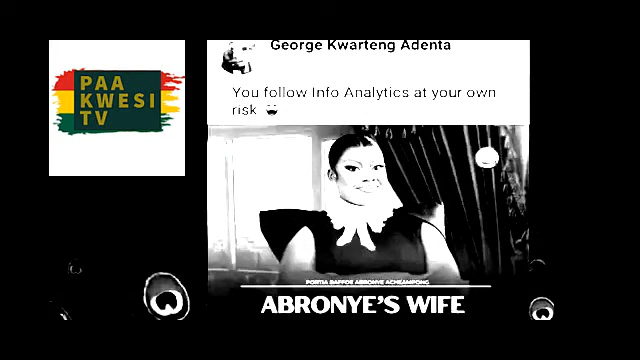 PAA
KWESI
TV
George Kwarteng Adenta
You follow Info Analytics at your own
risk
PORTIA BAFFOE ABRONYE ACHEAMPONG
ABRONYE'S WIFE